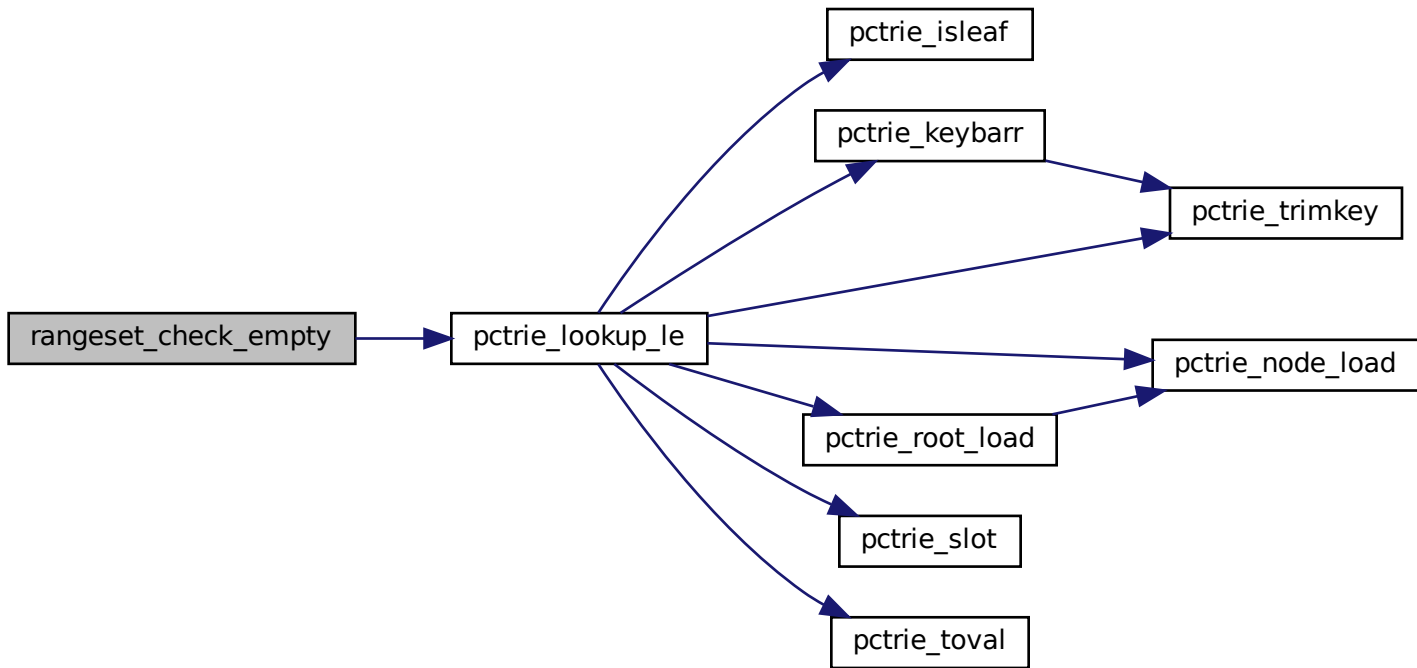 pctrie_isleaf
pctrie_keybarr
pctrie_trimkey
rangeset_check_empty
pctrie_lookup_le
pctrie_node_load
pctrie_root_load
pctrie_slot
pctrie_toval